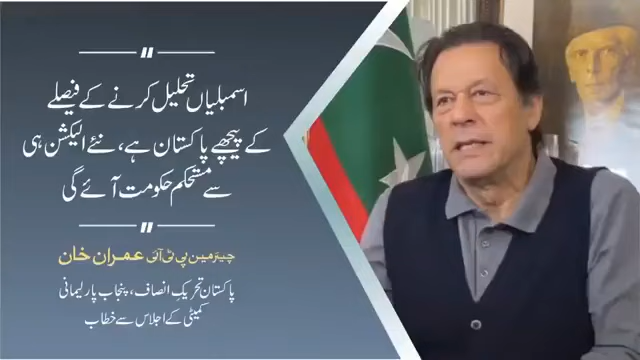 "
اسمبلیاں تحلیل کرنے کے فیصلے
کے پیچھے پاکستان ہے، نئے الیکشن ہی
سے مستحکم حکومت آئے گی
"
چیئرمین پی ٹی آئی عمران خان
پاکستان تحریکِ انصاف، پنجاب پارلیمانی
کمیٹی کے اجلاس سے خطاب